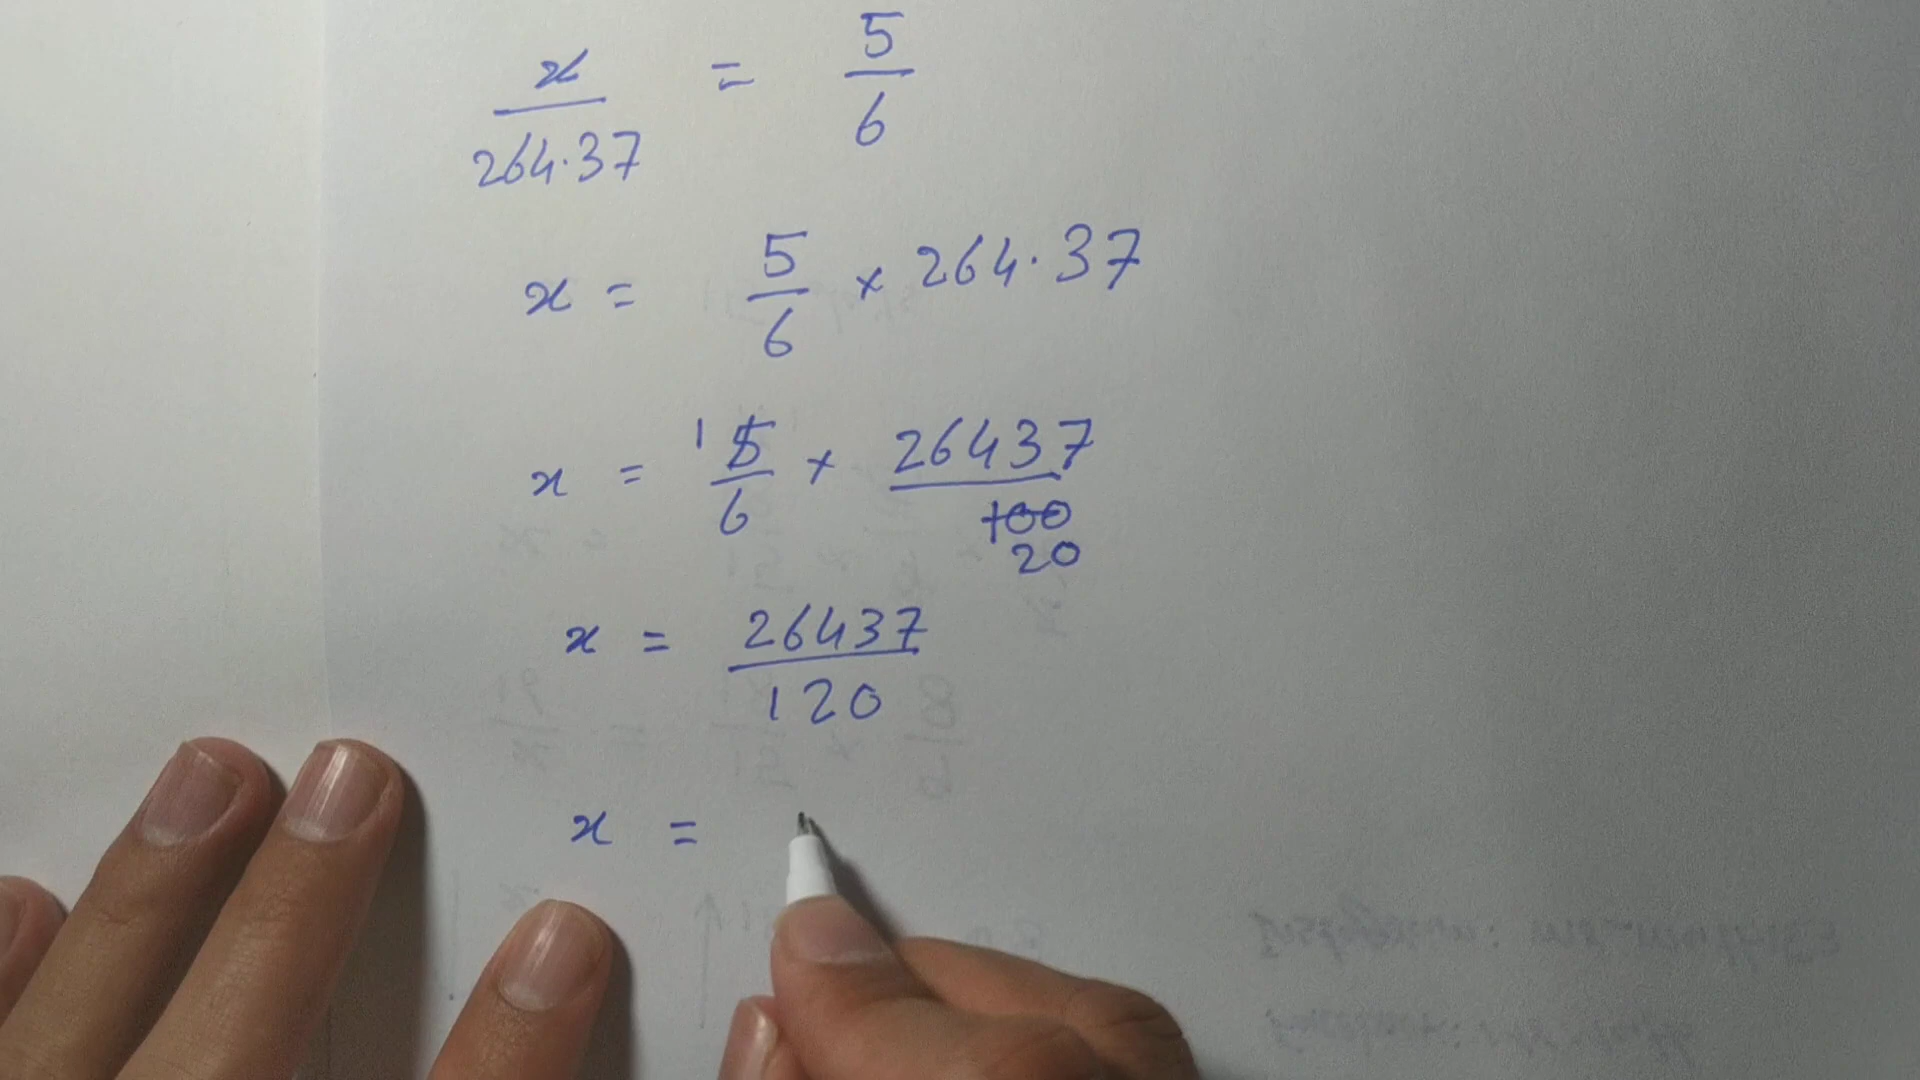 x/264.37 = 5/6
x = 5/6 × 264.37
x = 1 5/6 × 26437/100 20
x = 26437/120
x =